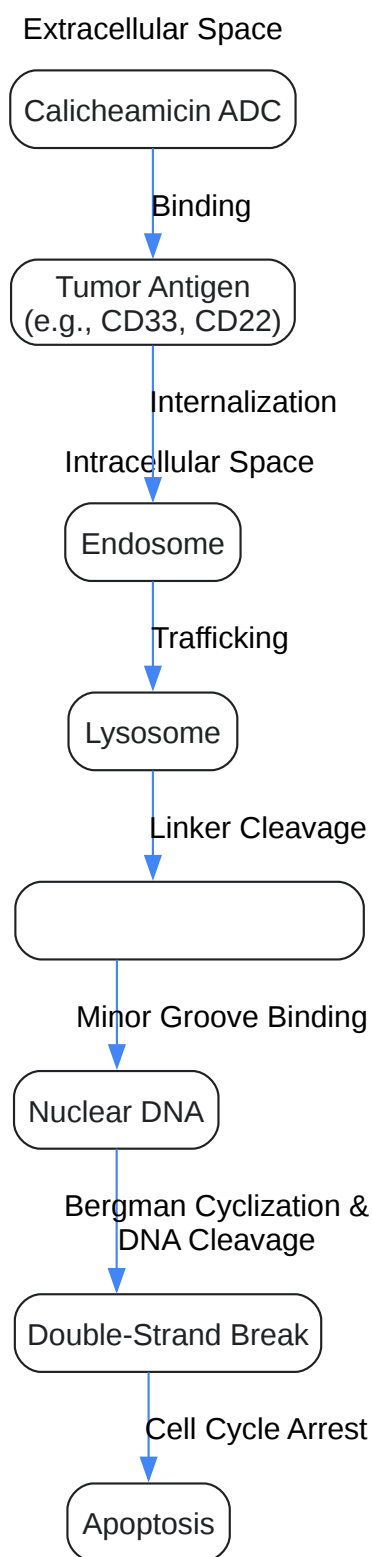 Extracellular Space
Calicheamicin ADC
Binding
Tumor Antigen
(e.g., CD33, CD22)
Internalization
Intracellular Space
Endosome
Trafficking
Lysosome
Linker Cleavage
Minor Groove Binding
Nuclear DNA
Bergman Cyclization &
DNA Cleavage
Double-Strand Break
Cell Cycle Arrest
Apoptosis